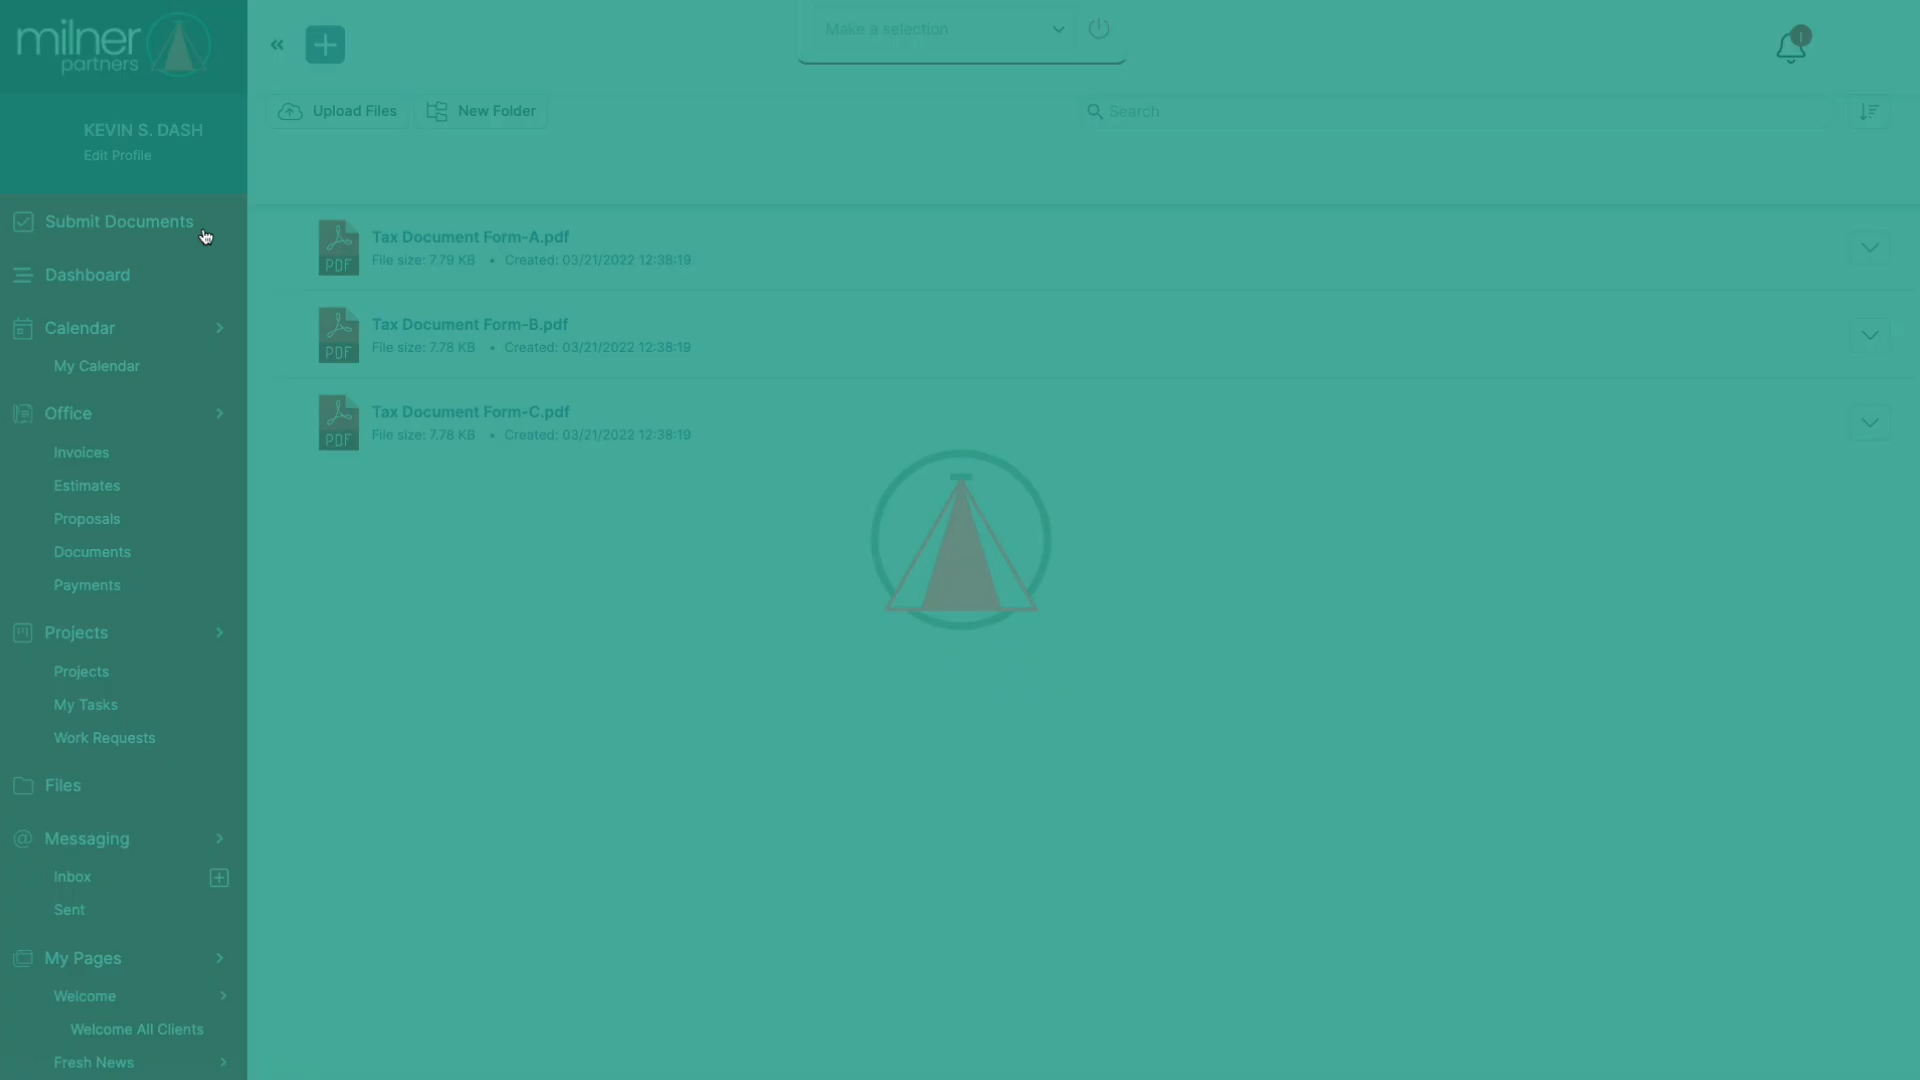 milner
partners
KEVIN S. DASH
Edit Profile
Submit Documents
Dashboard
Calendar
My Calendar
Office
Invoices
Estimates
Proposals
Documents
Payments
Projects
Projects
My Tasks
Work Requests
Files
Messaging
Inbox
Sent
My Pages
Welcome
Welcome All Clients
Fresh News
Make a selection
Upload Files
New Folder
Search
PDF
Tax Document Form-A.pdf
File size: 7.79 KB • Created: 03/21/2022 12:38:19
PDF
Tax Document Form-B.pdf
File size: 7.78 KB • Created: 03/21/2022 12:38:19
PDF
Tax Document Form-C.pdf
File size: 7.78 KB • Created: 03/21/2022 12:38:19